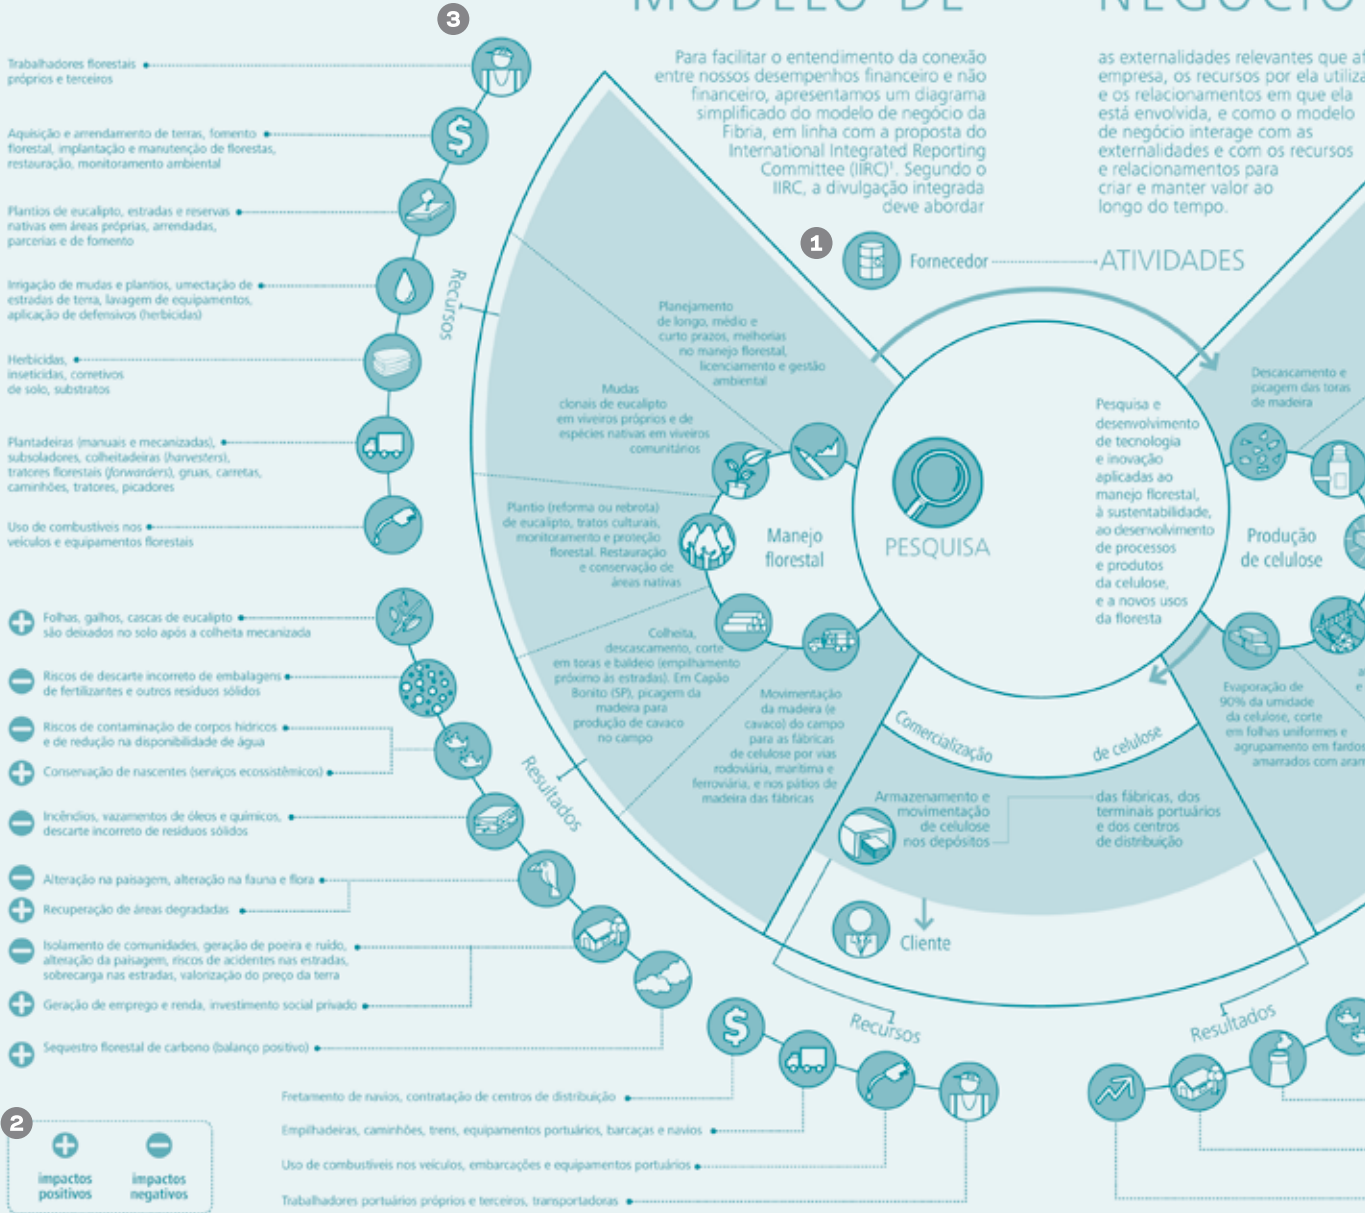 3
MODELO DE
NEGÓCIO
Para facilitar o entendimento da conexão
entre nossos desempenhos financeiro e não
financeiro, apresentamos um diagrama
simplificado do modelo de negócio da
Fibria, em linha com a proposta do
International Integrated Reporting
Committee (IIRC)¹. Segundo o
IIRC, a divulgação integrada
deve abordar
as externalidades relevantes que
empresa, os recursos por ela
e os relacionamentos em que ela
está envolvida, e como o modelo
de negócio interage com as
externalidades e com os recursos
e relacionamentos para
criar e manter valor ao
longo do tempo.
1
Fornecedor
ATIVIDADES
Trabalhadores florestais
próprios e terceiros
Aquisição e arrendamento de terras, fomento
florestal, implantação e manutenção de florestas,
restauração, monitoramento ambiental
Plantios de eucalipto, estradas e reservas
nativas em áreas próprias, arrendadas,
parcerias e de fomento
Irrigação de mudas e plantios, umectação de
estradas de terra, lavagem de equipamentos,
aplicação de defensivos (herbicidas)
Herbicidas,
inseticidas, corretivos
de solo, substratos
Plantadeiras (manuais e mecanizadas),
subsoladores, colheitadeiras (harvesters),
tratores florestais (forwarders), gruas, carretas,
caminhões, tratores, picadores
Uso de combustíveis nos
veículos e equipamentos florestais
Recursos
+ Folhas, galhos, cascas de eucalipto
são deixados no solo após a colheita mecanizada
− Riscos de descarte incorreto de embalagens
de fertilizantes e outros resíduos sólidos
− Riscos de contaminação de corpos hídricos
e de redução na disponibilidade de água
+ Conservação de nascentes (serviços ecossistêmicos)
− Incêndios, vazamentos de óleos e químicos,
descarte incorreto de resíduos sólidos
− Alteração na paisagem, alteração na fauna e flora
+ Recuperação de áreas degradadas
− Isolamento de comunidades, geração de poeira e ruído,
alteração da paisagem, riscos de acidentes nas estradas,
sobrecarga nas estradas, valorização do preço da terra
+ Geração de emprego e renda, investimento social privado
+ Sequestro florestal de carbono (balanço positivo)
Resultados
Planejamento
de longo, médio e
curto prazos, melhorias
no manejo florestal,
licenciamento e gestão
ambiental
Mudas
clonais de eucalipto
em viveiros próprios e de
espécies nativas em viveiros
comunitários
Plantio (reforma ou rebrota)
de eucalipto, tratos culturais,
monitoramento e proteção
florestal. Restauração
e conservação de
áreas nativas
Colheita,
descascamento, corte
em toras e baldeio (empilhamento
próximo às estradas). Em Capão
Bonito (SP), picagem da
madeira para
produção de cavaco
no campo
Movimentação
da madeira (e
cavaco) do campo
para as fábricas
de celulose por vias
rodoviária, marítima e
ferroviária, e nos pátios de
madeira das fábricas
Manejo
florestal
PESQUISA
Pesquisa e
desenvolvimento
de tecnologia
e inovação
aplicadas ao
manejo florestal,
à sustentabilidade,
ao desenvolvimento
de processos
e produtos
da celulose,
e a novos usos
da floresta
Descascamento e
picagem das toras
de madeira
Produção
de celulose
Evaporação de
90% da umidade
da celulose, corte
em folhas uniformes e
agrupamento em fardos
amarrados com
Comercialização
de celulose
Armazenamento e
movimentação
de celulose
nos depósitos
das fábricas, dos
terminais portuários
e dos centros
de distribuição
Cliente
Recursos
Resultados
$
Fretamento de navios, contratação de centros de distribuição
Empilhadeiras, caminhões, trens, equipamentos portuários, barcaças e navios
Uso de combustíveis nos veículos, embarcações e equipamentos portuários
Trabalhadores portuários próprios e terceiros, transportadoras
2
+
impactos
positivos
−
impactos
negativos